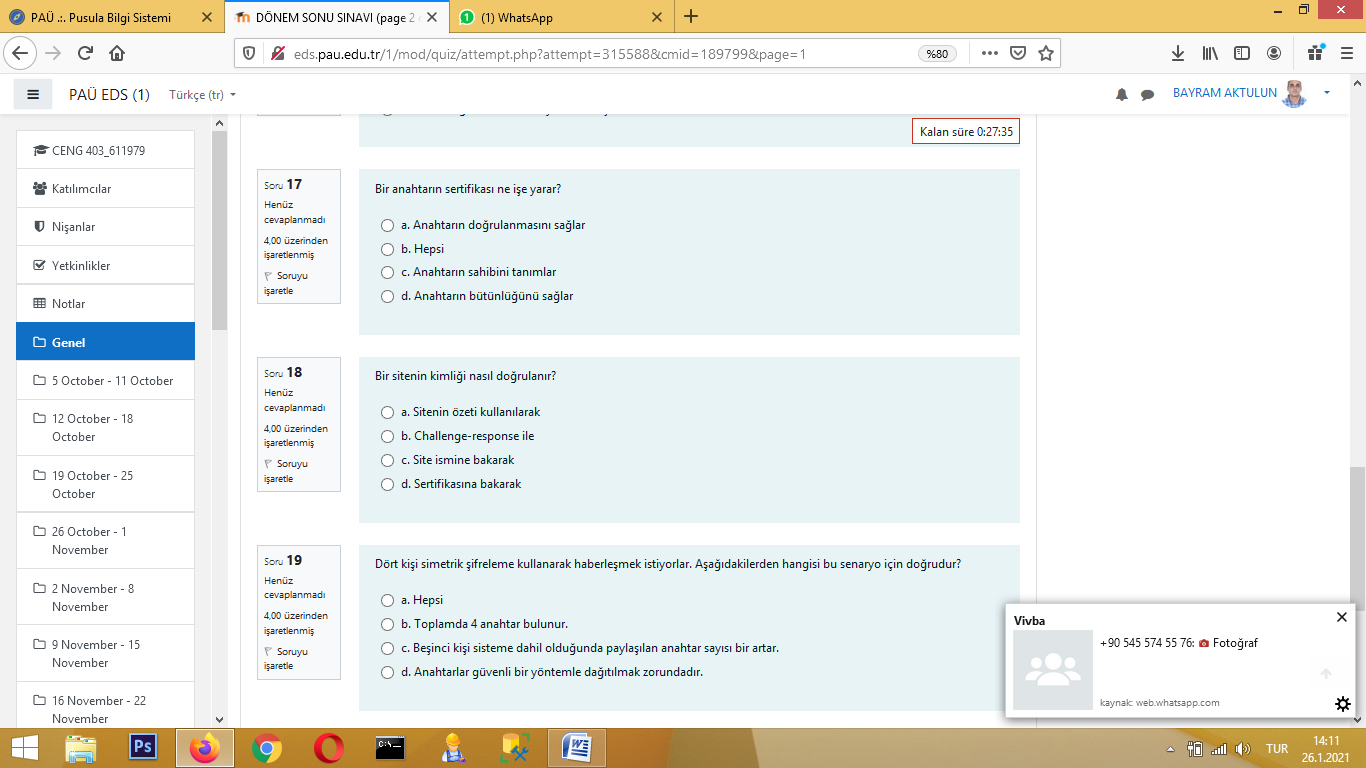 PAÜ .:. Pusula Bilgi Sistemi
DÖNEM SONU SINAVI (page 2
(1) WhatsApp
eds.pau.edu.tr/1/mod/quiz/attempt.php?attempt=315588&cmid=189799&page=1
%80
PAÜ EDS (1)
Türkçe (tr)
BAYRAM AKTULUN
Kalan süre 0:27:35
CENG 403_611979
Katılımcılar
Nişanlar
Yetkinlikler
Notlar
Genel
5 October - 11 October
12 October - 18
October
19 October - 25
October
26 October - 1
November
2 November - 8
November
9 November - 15
November
16 November - 22
November
Soru 17
Henüz
cevaplanmadı
4,00 üzerinden
işaretlenmiş
Soruyu
işaretle
Bir anahtarın sertifikası ne işe yarar?
a. Anahtarın doğrulanmasını sağlar
b. Hepsi
c. Anahtarın sahibini tanımlar
d. Anahtarın bütünlüğünü sağlar
Soru 18
Henüz
cevaplanmadı
4,00 üzerinden
işaretlenmiş
Soruyu
işaretle
Bir sitenin kimliği nasıl doğrulanır?
a. Sitenin özeti kullanılarak
b. Challenge-response ile
c. Site ismine bakarak
d. Sertifikasına bakarak
Soru 19
Henüz
cevaplanmadı
4,00 üzerinden
işaretlenmiş
Soruyu
işaretle
Dört kişi simetrik şifreleme kullanarak haberleşmek istiyorlar. Aşağıdakilerden hangisi bu senaryo için doğrudur?
a. Hepsi
b. Toplamda 4 anahtar bulunur.
c. Beşinci kişi sisteme dahil olduğunda paylaşılan anahtar sayısı bir artar.
d. Anahtarlar güvenli bir yöntemle dağıtılmak zorundadır.
Vivba
+90 545 574 55 76: Fotoğraf
kaynak: web.whatsapp.com
Ps
C:\_
TUR
14:11
26.1.2021